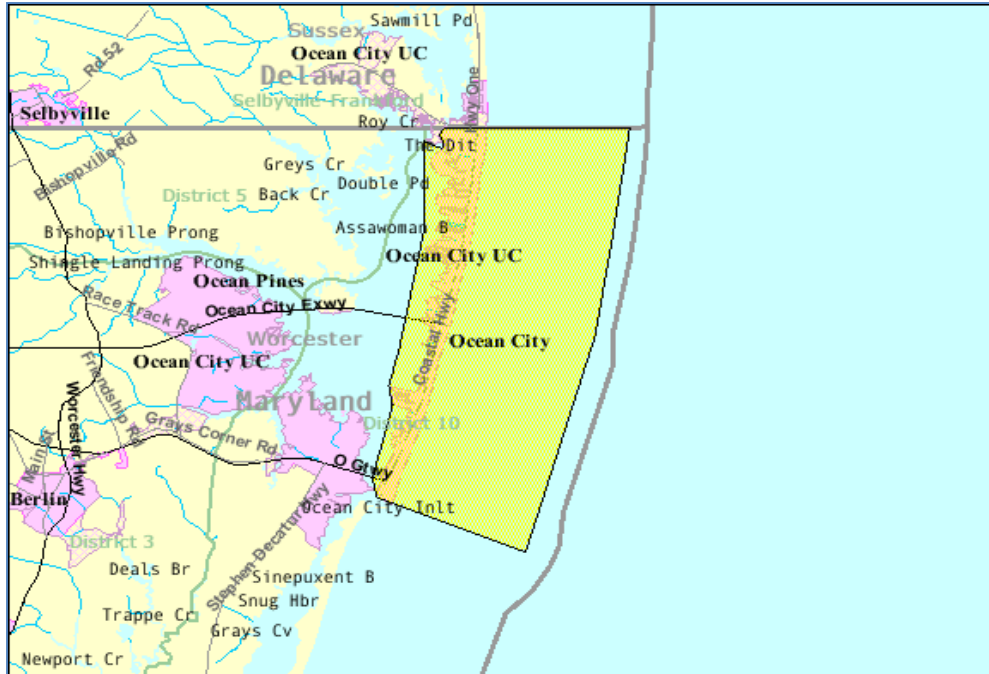 Sawmill Pd
Sussex
Rd 52
Ocean City UC
Delaware
Hwy One
Selbyville-Frankford
Selbyville
Roy Cr
The Dit
Bishopville Rd
Greys Cr
Double Pd
District 5
Back Cr
Assawoman B
Bishopville Prong
Ocean City UC
Shingle Landing Prong
Ocean Pines
Race Track Rd
Ocean City Exwy
Coastal Hwy
Worcester
Ocean City
Ocean City UC
Friendship Rd
Worcester Hwy
Maryland
District 10
Grays Corner Rd
Main St
O Gtwy
Berlin
Ocean City Inlt
Stephen Decatur Hwy
District 3
Deals Br
Sinepuxent B
Snug Hbr
Trappe Cr
Grays Cv
Newport Cr